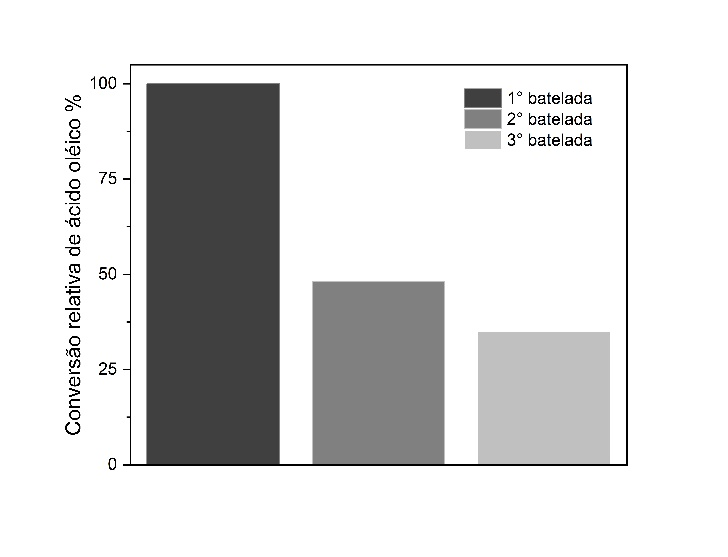 Conversão relativa de ácido oléico %
100
75
50
25
0
1° batelada
2° batelada
3° batelada